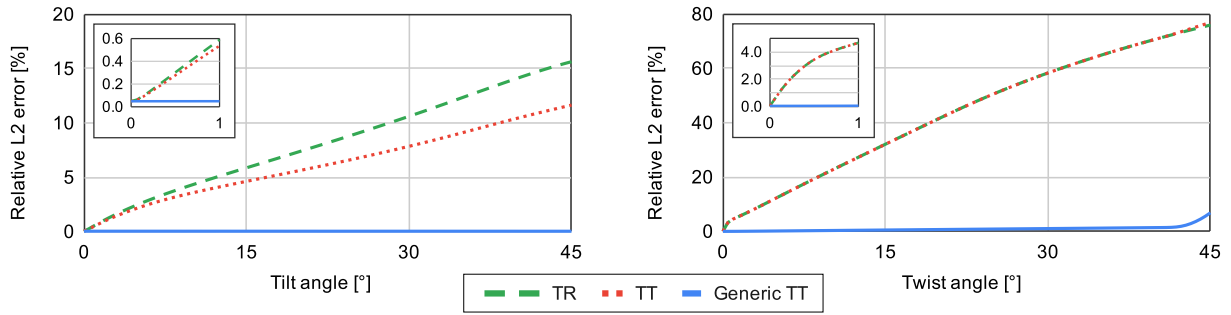 Relative L2 error [%]
20
15
10
5
0
0.6
0.4
0.2
0.0
0 1
0 15 30 45
Tilt angle [°]
Relative L2 error [%]
80
60
40
20
0
4.0
2.0
0.0
0 1
0 15 30 45
Twist angle [°]
TR TT Generic TT